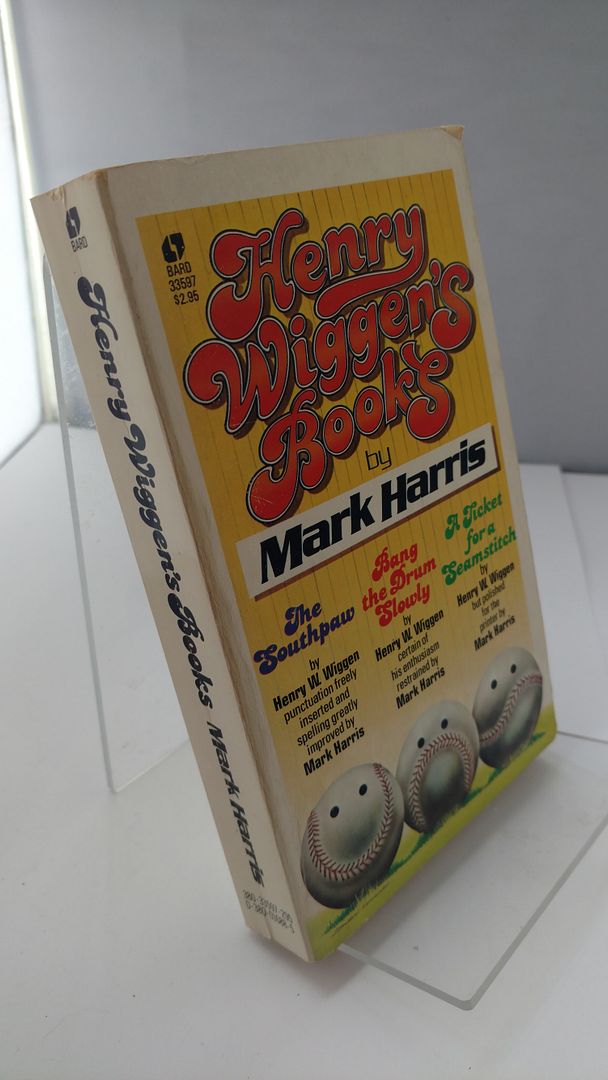 BARD
Henry Wiggen's Books Mark Harris
BARD
33597
$2.95
Henry
Wiggen's
Books
by
Mark Harris
The
Southpaw
by
Henry W. Wiggen
punctuation freely
inserted and
spelling greatly
improved by
Mark Harris
Bang
the Drum
Slowly
by
Henry W. Wiggen
certain of
his enthusiasm
restrained by
Mark Harris
A Ticket
for a
Seamstitch
by
Henry W. Wiggen
but polished
for the
printer by
Mark Harris